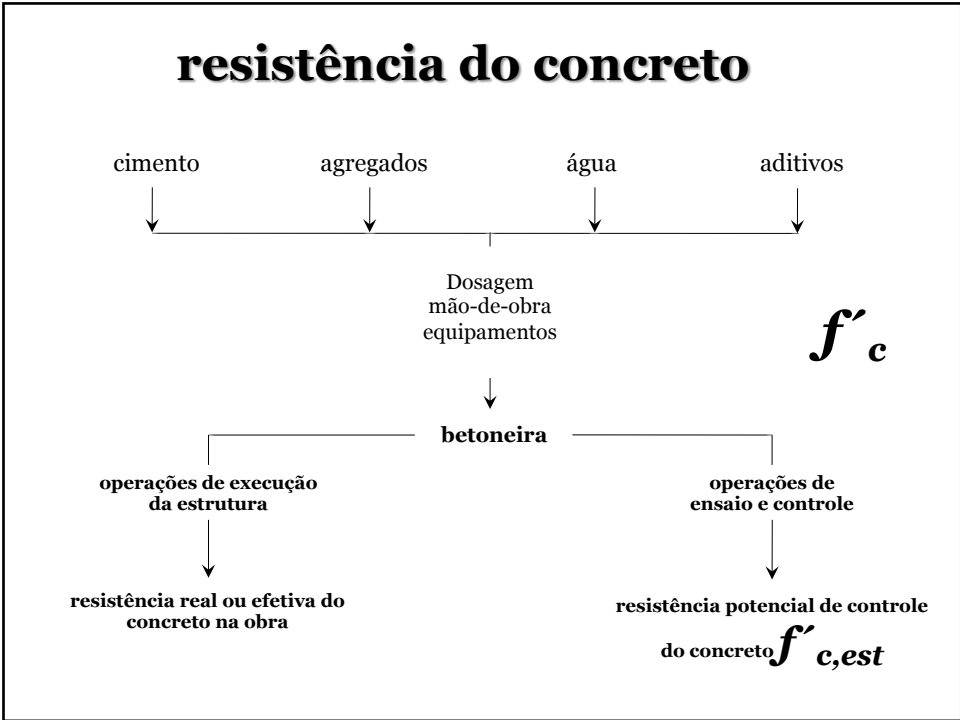 resistência do concreto
cimento agregados água aditivos
Dosagem
mão-de-obra
equipamentos
f´c
betoneira
operações de execução
da estrutura
operações de
ensaio e controle
resistência real ou efetiva do
concreto na obra
resistência potencial de controle
do concreto f´c,est